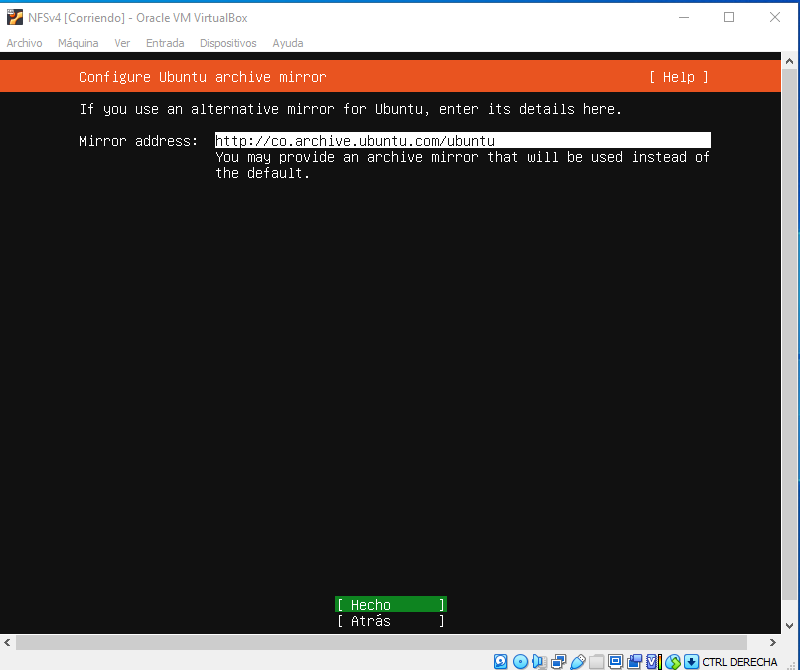 NFSv4 [Corriendo] - Oracle VM VirtualBox
Archivo Máquina Ver Entrada Dispositivos Ayuda
Configure Ubuntu archive mirror [ Help ]
If you use an alternative mirror for Ubuntu, enter its details here.
Mirror address: http://co.archive.ubuntu.com/ubuntu
You may provide an archive mirror that will be used instead of
the default.
[ Hecho ]
[ Atrás ]
CTRL DERECHA